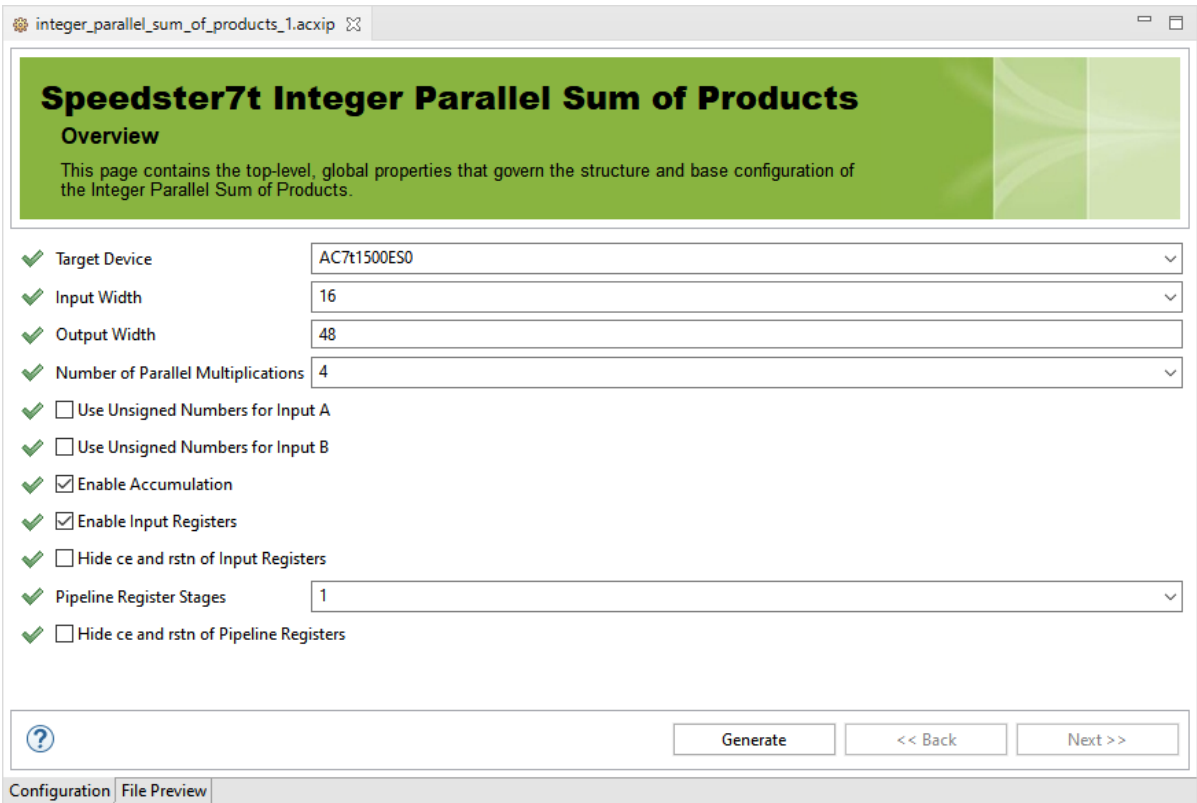 integer_parallel_sum_of_products_1.acxip
Speedster7t Integer Parallel Sum of Products
Overview
This page contains the top-level, global properties that govern the structure and base configuration of
the Integer Parallel Sum of Products.
Target Device AC7t1500ES0
Input Width 16
Output Width 48
Number of Parallel Multiplications 4
Use Unsigned Numbers for Input A
Use Unsigned Numbers for Input B
Enable Accumulation
Enable Input Registers
Hide ce and rstn of Input Registers
Pipeline Register Stages 1
Hide ce and rstn of Pipeline Registers
? Generate << Back Next >>
Configuration File Preview